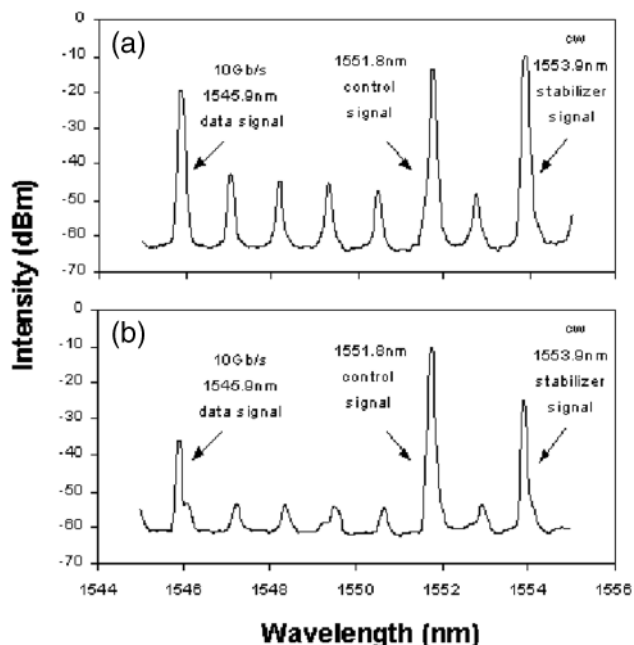 0
-10
-20
-30
-40
-50
-60
-70
(a)
10Gb/s
1545.9nm
data signal
1551.8nm
control
signal
cw
1553.9nm
stabilizer
signal
Intensity (dBm)
0
-10
-20
-30
-40
-50
-60
-70
(b)
10Gb/s
1545.9nm
data signal
1551.8nm
control
signal
cw
1553.9nm
stabilizer
signal
1544 1546 1548 1550 1552 1554 1556
Wavelength (nm)